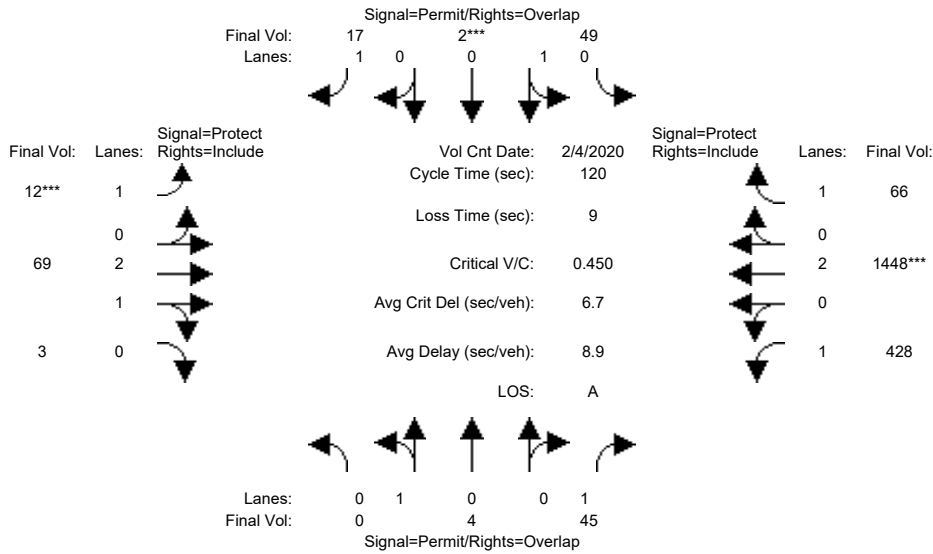 Signal=Permit/Rights=Overlap
Final Vol: 17 2*** 49
Lanes: 1 0 0 1 0
Signal=Protect
Final Vol: Lanes: Rights=Include
Vol Cnt Date: 2/4/2020
Signal=Protect
Rights=Include Lanes: Final Vol:
Cycle Time (sec): 120
12*** 1
1 66
Loss Time (sec): 9
0
0
69 2
Critical V/C: 0.450
2 1448***
1
Avg Crit Del (sec/veh): 6.7
0
3 0
Avg Delay (sec/veh): 8.9
1 428
LOS: A
Lanes: 0 1 0 0 1
Final Vol: 0 4 45
Signal=Permit/Rights=Overlap